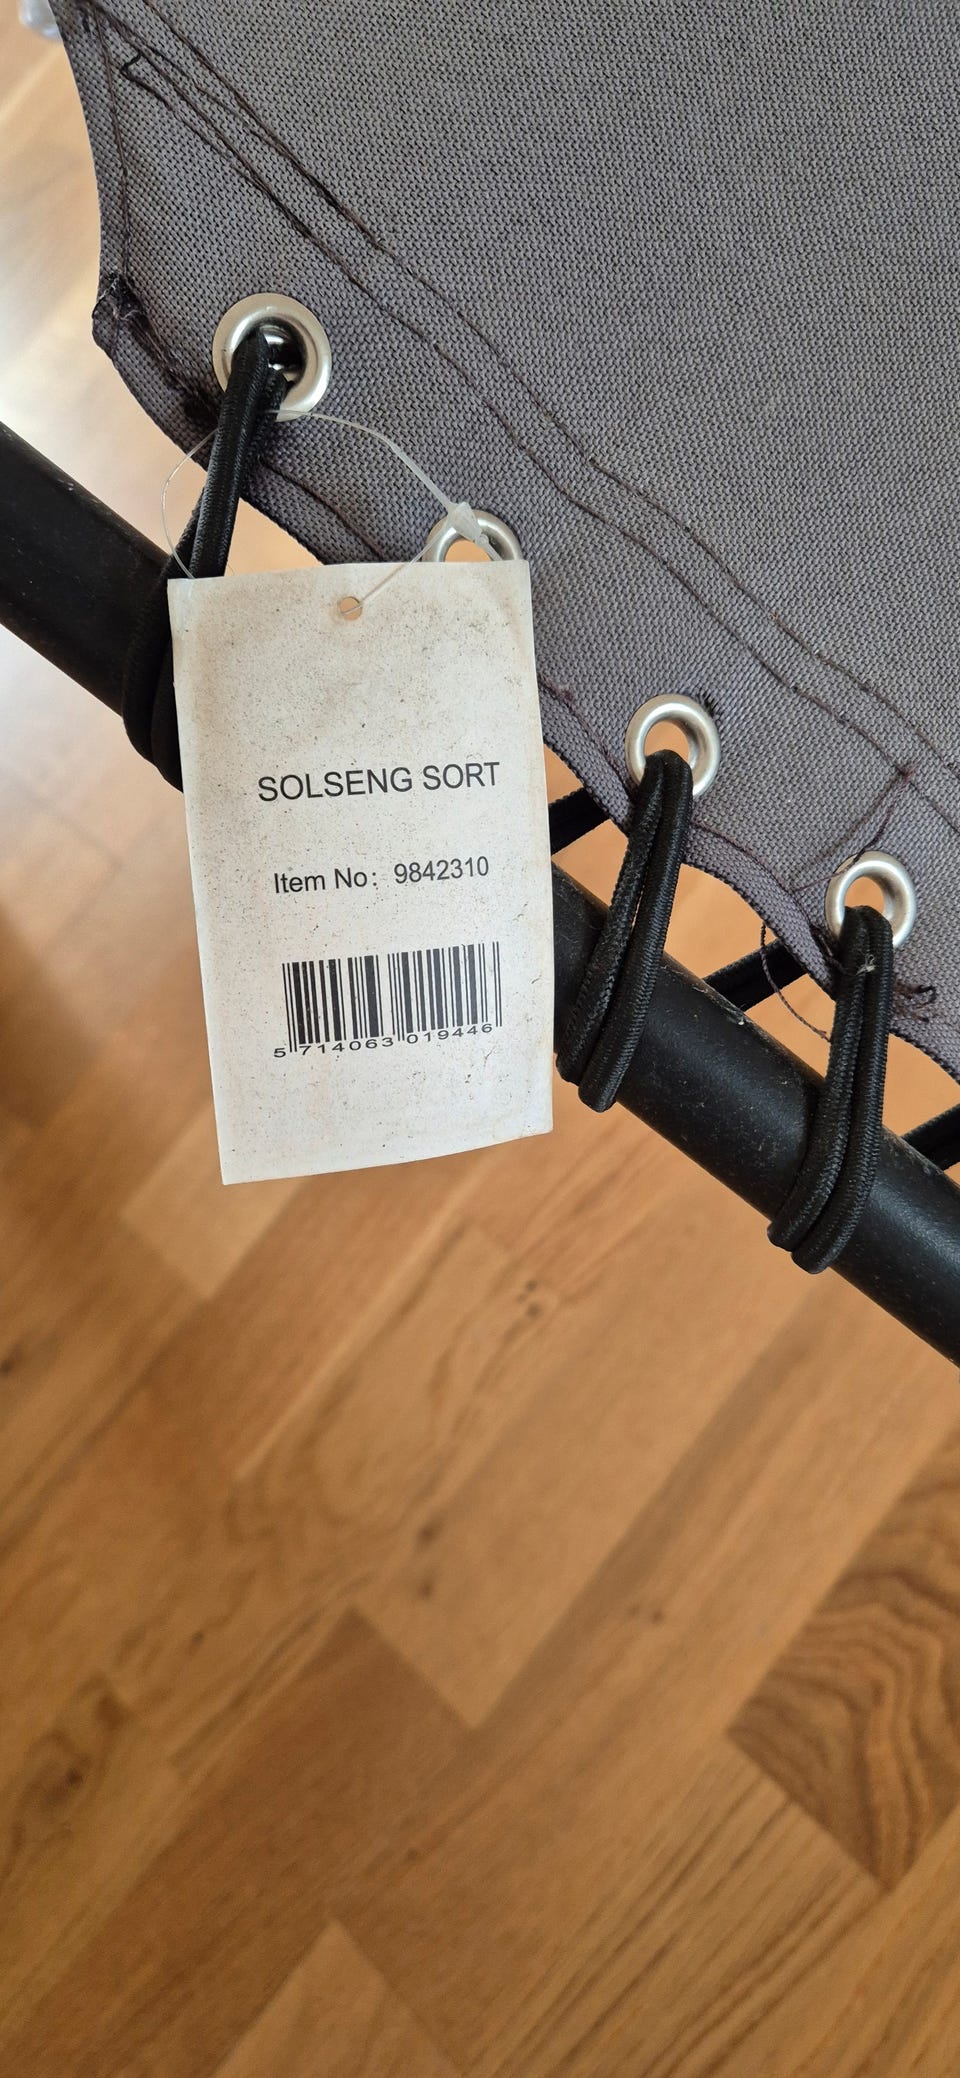 SOLSENG SORT
Item No: 9842310
5 714063 019446